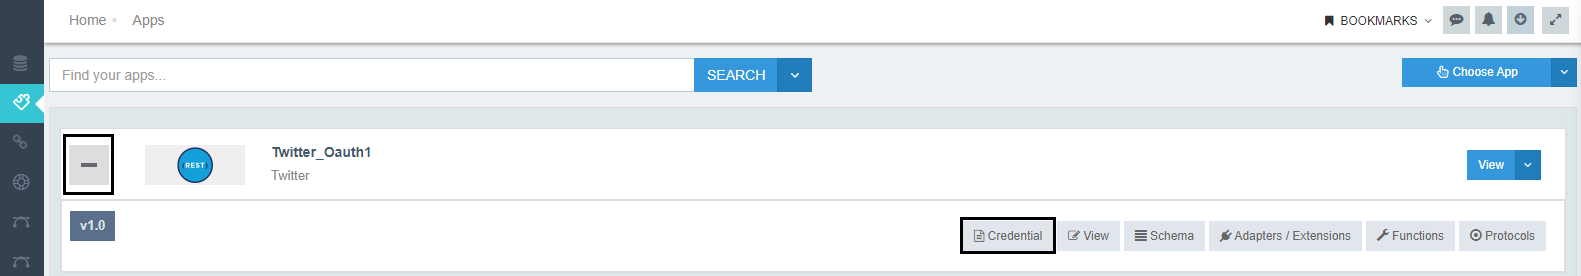 Home Apps BOOKMARKS
Find your apps... SEARCH Choose App
REST Twitter_Oauth1 View
Twitter
v1.0 Credential View Schema Adapters / Extensions Functions Protocols